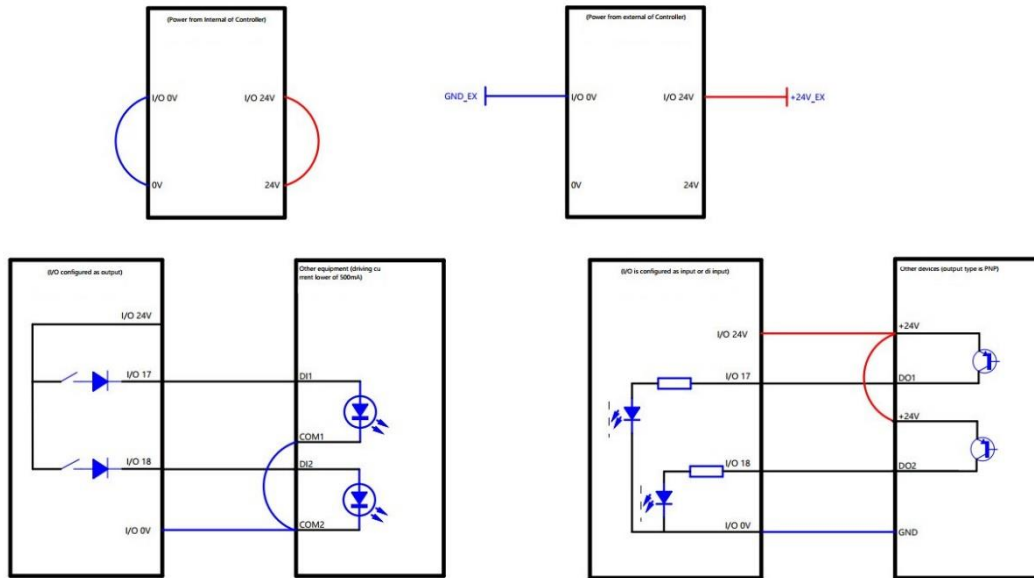 (Power from Internal of Controller)
I/O 0V
I/O 24V
0V
24V
(Power from external of Controller)
GND_EX
I/O 0V
I/O 24V
+24V_EX
0V
24V
(I/O configured as output)
I/O 24V
I/O 17
I/O 18
I/O 0V
Other equipment (driving cu
rrent lower of 500mA)
DI1
COM1
DI2
COM2
(I/O is configured as input or di input)
I/O 24V
I/O 17
I/O 18
I/O 0V
Other devices (output type is PNP)
+24V
DO1
+24V
DO2
GND